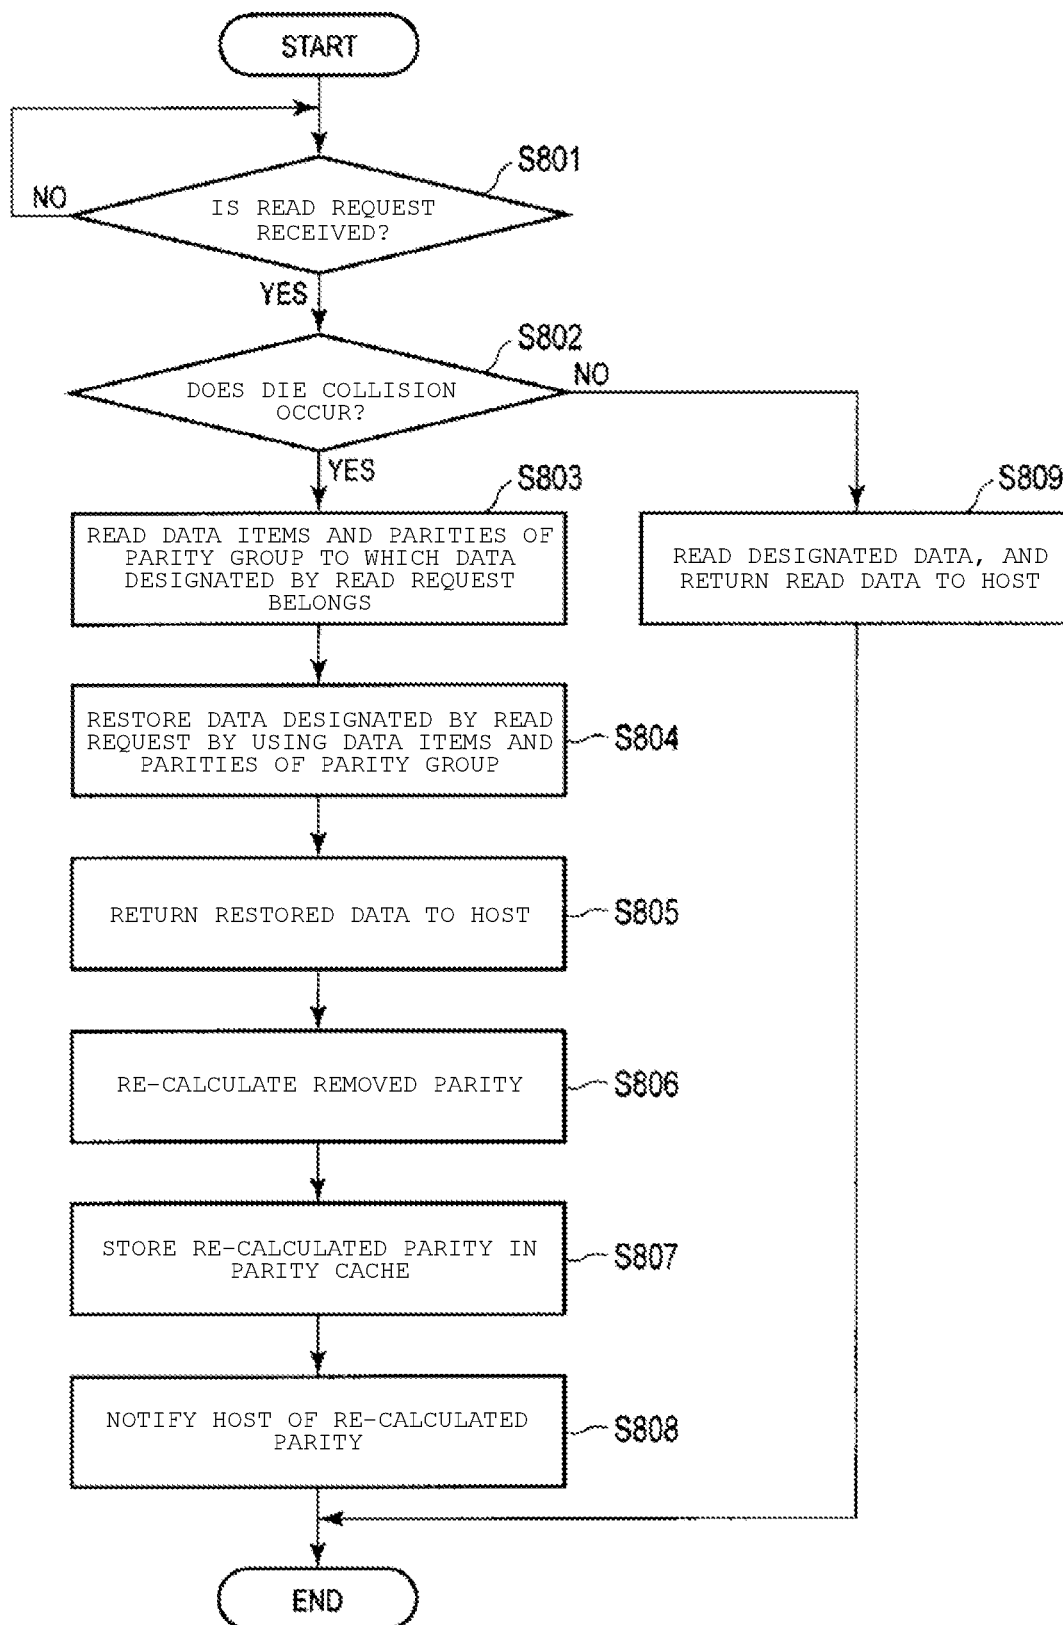 START
S801
NO
IS READ REQUEST
RECEIVED?
YES
S802
NO
DOES DIE COLLISION
OCCUR?
YES
S803
S809
READ DATA ITEMS AND PARITIES OF
PARITY GROUP TO WHICH DATA
DESIGNATED BY READ REQUEST
BELONGS
READ DESIGNATED DATA, AND
RETURN READ DATA TO HOST
RESTORE DATA DESIGNATED BY READ
REQUEST BY USING DATA ITEMS AND
PARITIES OF PARITY GROUP
S804
RETURN RESTORED DATA TO HOST
S805
RE-CALCULATE REMOVED PARITY
S806
STORE RE-CALCULATED PARITY IN
PARITY CACHE
S807
NOTIFY HOST OF RE-CALCULATED
PARITY
S808
END